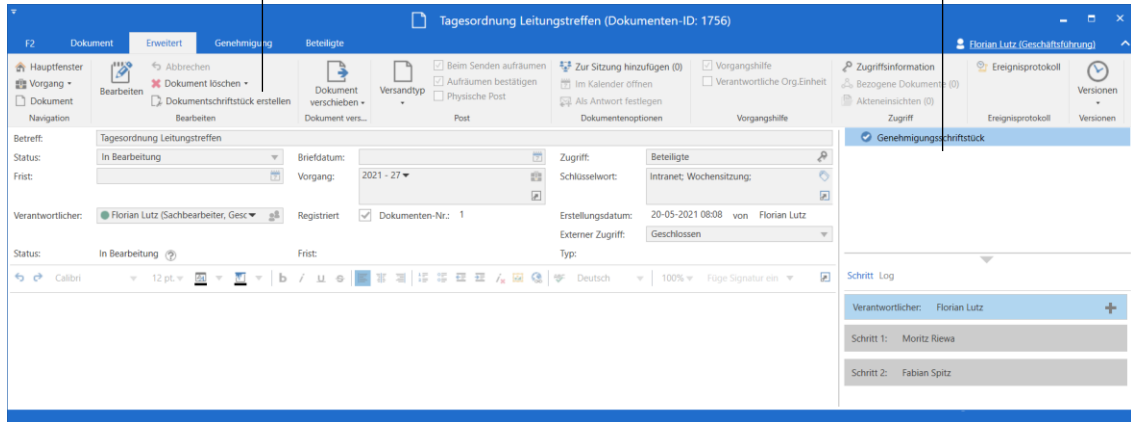 Tagesordnung Leitungstreffen (Dokumenten-ID: 1756)
F2 Dokument Erweitert Genehmigung Beteiligte Florian Lutz (Geschäftsführung)
Hauptfenster
Vorgang
Dokument
Navigation
Bearbeiten
Abbrechen
Dokument löschen
Dokumentschriftstück erstellen
Bearbeiten
Dokument
verschieben
Dokument vers...
Versandtyp
Beim Senden aufräumen
Aufräumen bestätigen
Physische Post
Post
Zur Sitzung hinzufügen (0)
Im Kalender öffnen
Als Antwort festlegen
Dokumentenoptionen
Vorgangshilfe
Verantwortliche Org.Einheit
Vorgangshilfe
Zugriffsinformation
Bezogene Dokumente (0)
Akteneinsichten (0)
Zugriff
Ereignisprotokoll
Ereignisprotokoll
Versionen
Versionen
Betreff: Tagesordnung Leitungstreffen
Status: In Bearbeitung Briefdatum: Zugriff: Beteiligte
Frist: Vorgang: 2021 - 27 Schlüsselwort: Intranet; Wochensitzung;
Verantwortlicher: Florian Lutz (Sachbearbeiter, Gesc Registriert Dokumenten-Nr.: 1 Erstellungsdatum: 20-05-2021 08:08 von Florian Lutz
Externer Zugriff: Geschlossen
Status: In Bearbeitung Frist: Typ:
Calibri 12 pt. b I u Deutsch 100% Füge Signatur ein
Genehmigungsschriftstück
Schritt Log
Verantwortlicher: Florian Lutz
Schritt 1: Moritz Riewa
Schritt 2: Fabian Spitz